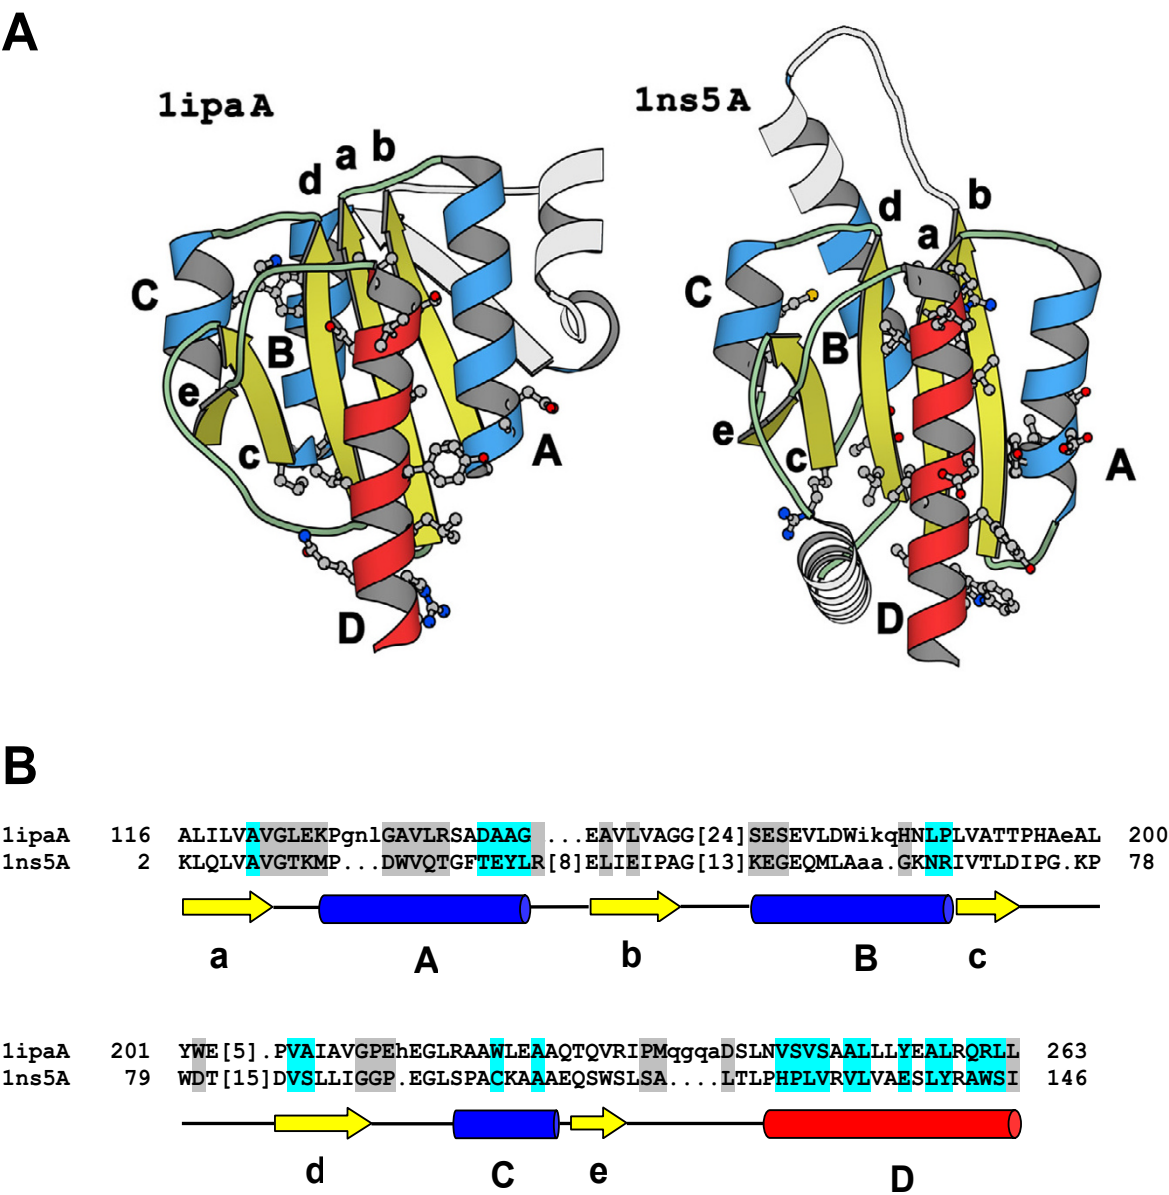 A
1ipaA
1ns5A
d a b
C
B
e
c
A
D
d
a
b
C
B
e
c
A
D
B
1ipaA 116 ALILVAVGLEKPgnlGAVLRSADAAG ...EAVLVAGG[24]SESEVLDWikqHNLPLVATTPHAeAL 200
1ns5A 2 KLQLVAVGTKMP...DWVQTGFTEYLR[8]ELIEIPAG[13]KEGEQMLAaa.GKNRIVTLDIPG.KP 78
a A b B c
1ipaA 201 YWE[5].PVAIAVGPEhEGLRAAWLEAAQTQVRIPMqgqaDSLNVSVSAALLLYEALRQRLL 263
1ns5A 79 WDT[15]DVSLLIGGP.EGLSPACKAAAEQSWSLSA....LTLPHPLVRVLVAESLYRAWSI 146
d C e D